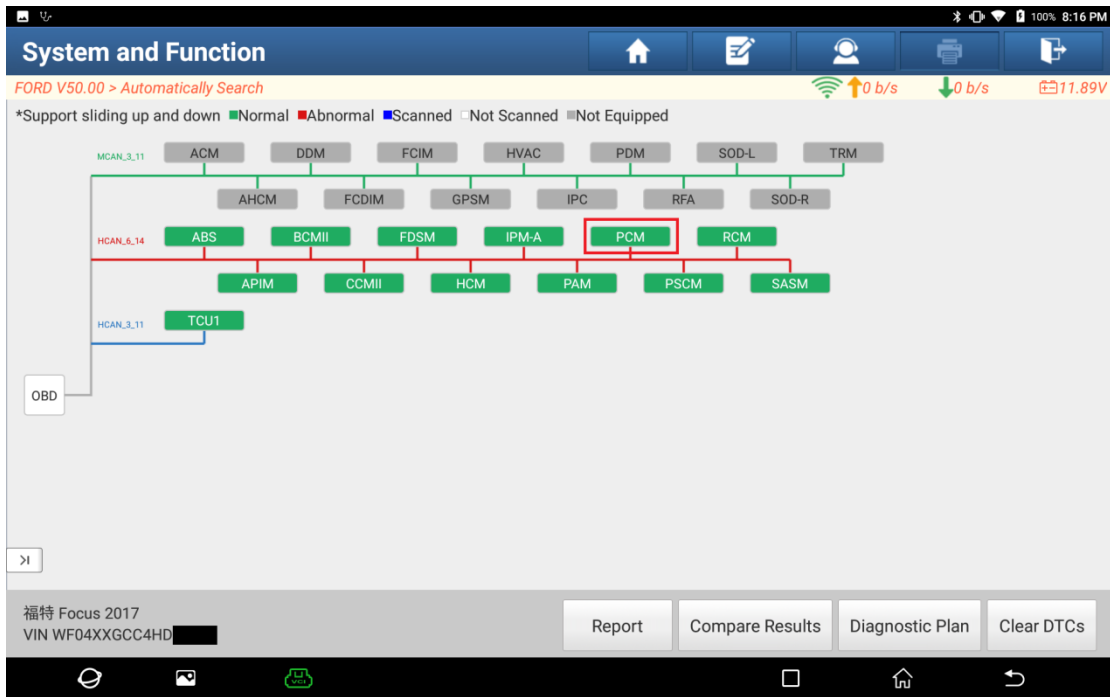 100% 8:16 PM
System and Function
FORD V50.00 > Automatically Search 0 b/s 0 b/s 11.89V
*Support sliding up and down Normal Abnormal Scanned Not Scanned Not Equipped
MCAN_3_11 ACM DDM FCIM HVAC PDM SOD-L TRM
AHCM FCDIM GPSM IPC RFA SOD-R
HCAN_6_14 ABS BCMII FDSM IPM-A PCM RCM
APIM CCMII HCM PAM PSCM SASM
HCAN_3_11 TCU1
OBD
福特 Focus 2017
VIN WF04XXGCC4HD
Report Compare Results Diagnostic Plan Clear DTCs
VCI